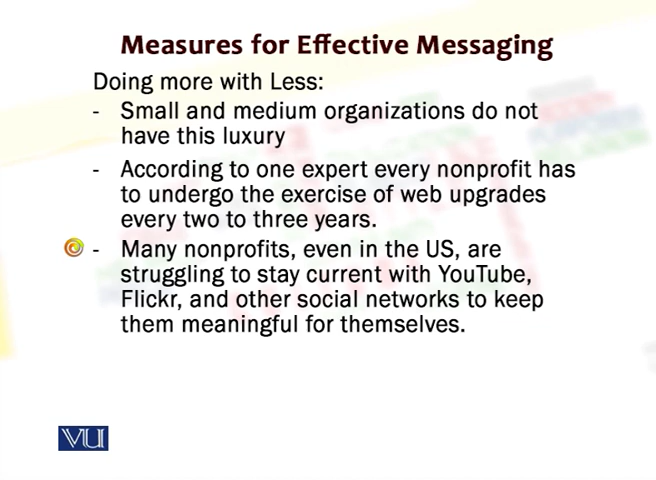 Measures for Effective Messaging
Doing more with Less:
- Small and medium organizations do not
have this luxury
- According to one expert every nonprofit has
to undergo the exercise of web upgrades
every two to three years.
- Many nonprofits, even in the US, are
struggling to stay current with YouTube,
Flickr, and other social networks to keep
them meaningful for themselves.
VU